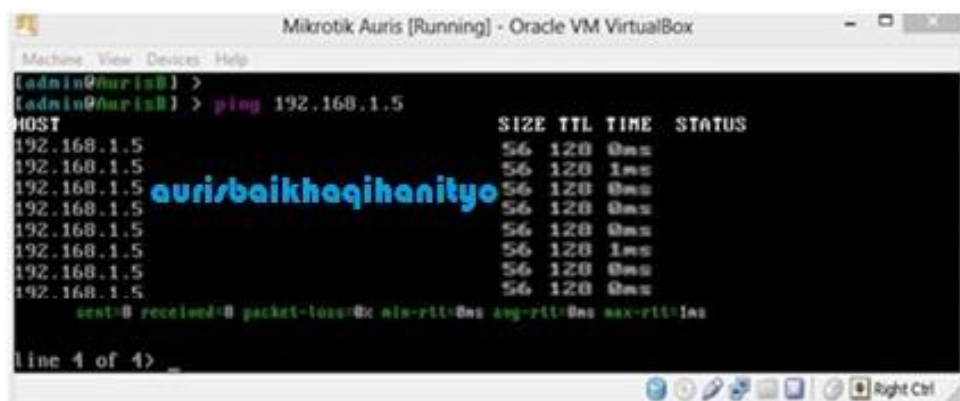 Mikrotik Auris [Running] - Oracle VM VirtualBox
Machine View Devices Help
[admin@AurisB] >
[admin@AurisB] > ping 192.168.1.5
HOST SIZE TTL TIME STATUS
192.168.1.5 56 128 0ms
192.168.1.5 56 128 1ms
192.168.1.5 56 128 0ms
aurisbaikhaqihanityo
192.168.1.5 56 128 0ms
192.168.1.5 56 128 0ms
192.168.1.5 56 128 1ms
192.168.1.5 56 128 0ms
192.168.1.5 56 128 0ms
sent=8 received=8 packet-loss=0% min-rtt=0ms avg-rtt=0ms max-rtt=1ms
line 4 of 4> _
Right Ctrl